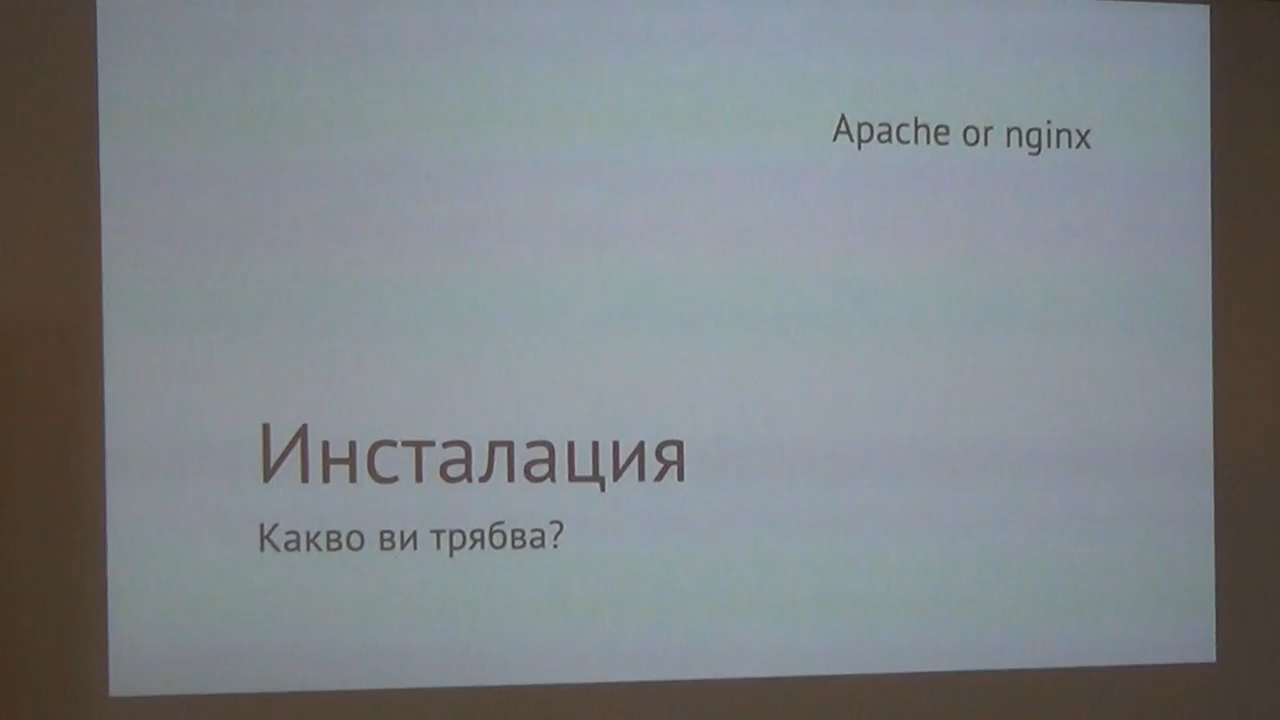 Apache or nginx
Инсталация
Какво ви трябва?